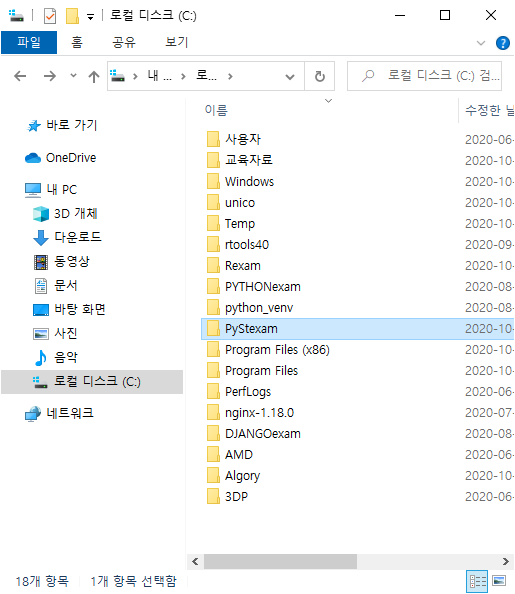 로컬 디스크 (C:)
파일 홈 공유 보기
내 ... 로... 로컬 디스크 (C:) 검...
이름 수정한 날
바로 가기
OneDrive
내 PC
3D 개체
다운로드
동영상
문서
바탕 화면
사진
음악
로컬 디스크 (C:)
네트워크
사용자 2020-06-
교육자료 2020-10-
Windows 2020-10-
unico 2020-10-
Temp 2020-10-
rtools40 2020-09-
Rexam 2020-10-
PYTHONexam 2020-08-
python_venv 2020-08-
PyStexam 2020-10-
Program Files (x86) 2020-10-
Program Files 2020-10-
PerfLogs 2020-06-
nginx-1.18.0 2020-07-
DJANGOexam 2020-08-
AMD 2020-06-
Algory 2020-10-
3DP 2020-06-
18개 항목 1개 항목 선택함